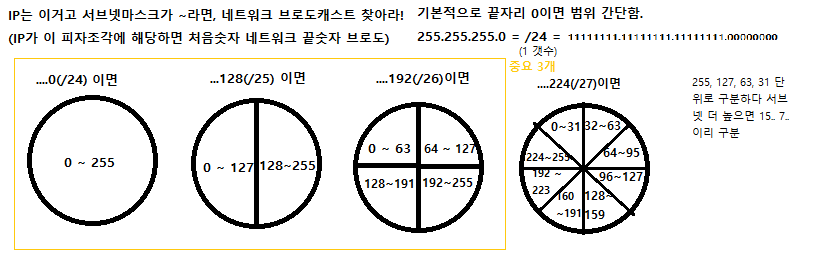 IP는 이거고 서브넷마스크가 ~라면, 네트워크 브로도캐스트 찾아라!
(IP가 이 피자조각에 해당하면 처음숫자 네트워크 끝숫자 브로도)
기본적으로 끝자리 0이면 범위 간단함.
255.255.255.0 = /24 = 11111111.11111111.11111111.00000000
(1 갯수)
중요 3개
....0(/24) 이면
0 ~ 255
...128(/25) 이면
0 ~ 127
128~255
...192(/26)이면
0 ~ 63
64 ~ 127
128~191
192~255
....224(/27)이면
0~31
32~63
64~95
96~127
128~
159
160
~191
192 ~
223
224~255
255, 127, 63, 31 단
위로 구분하다 서브
넷 더 높으면 15.. 7..
이리 구분